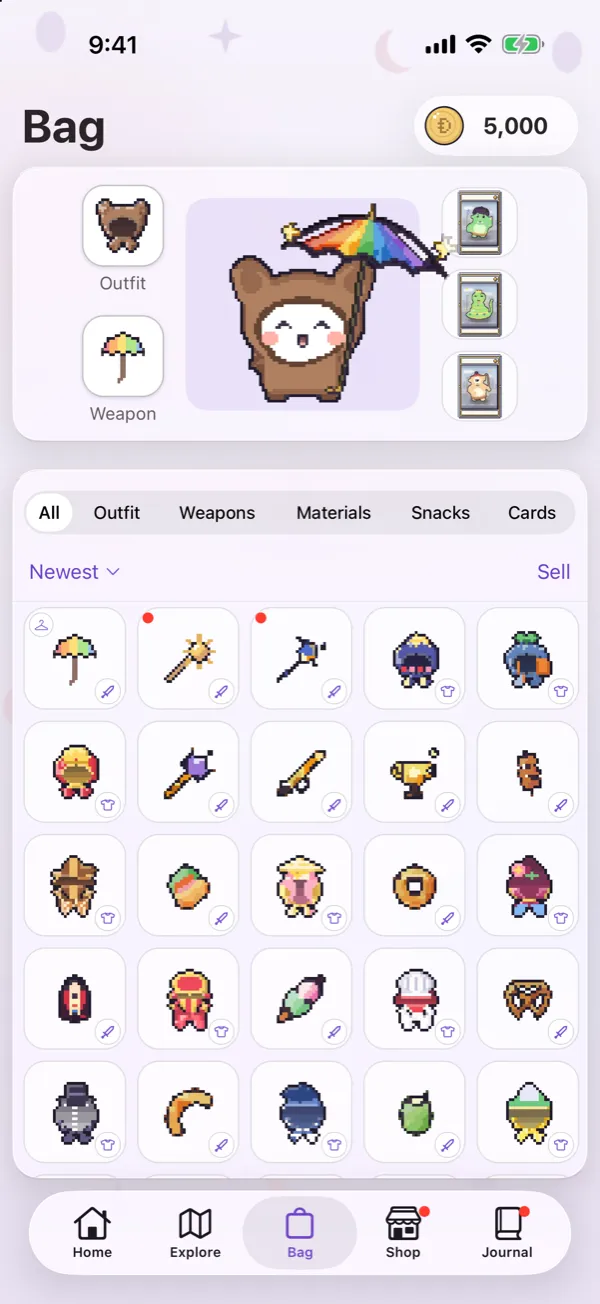 9:41
Bag
5,000
Outfit
Weapon
All Outfit Weapons Materials Snacks Cards
Newest Sell
Home Explore Bag Shop Journal